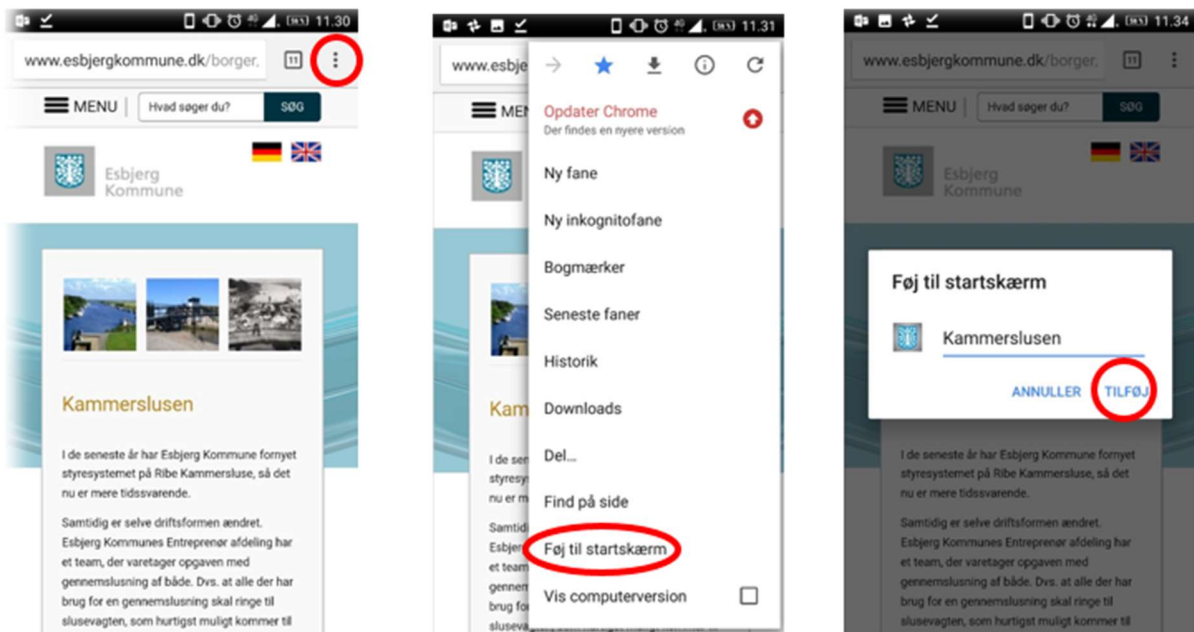 11.30
www.esbjergkommune.dk/borger.
11
MENU
Hvad søger du?
SØG
Esbjerg
Kommune
Kammerslusen
I de seneste år har Esbjerg Kommune fornyet
styresystemet på Ribe Kammersluse, så det
nu er mere tidssvarende.
Samtidig er selve driftsformen ændret.
Esbjerg Kommunes Entreprenør afdeling har
et team, der varetager opgaven med
gennemslusning af både. Dvs. at alle der har
brug for en gennemslusning skal ringe til
slusevagten, som hurtigst muligt kommer til
11.31
www.esbje
MEN
Opdater Chrome
Der findes en nyere version
Ny fane
Ny inkognitofane
Bogmærker
Seneste faner
Historik
Downloads
Del...
Find på side
Føj til startskærm
Vis computerversion
Kam
I de sen
styresy
nu er m
Samtid
Esbjer
et team
gennem
brug fo
11.34
www.esbjergkommune.dk/borger.
11
MENU
Hvad søger du?
SØG
Esbjerg
Kommune
Føj til startskærm
Kammerslusen
ANNULLER
TILFØJ
I de seneste år har Esbjerg Kommune fornyet
styresystemet på Ribe Kammersluse, så det
nu er mere tidssvarende.
Samtidig er selve driftsformen ændret.
Esbjerg Kommunes Entreprenør afdeling har
et team, der varetager opgaven med
gennemslusning af både. Dvs. at alle der har
brug for en gennemslusning skal ringe til
slusevagten, som hurtigst muligt kommer til